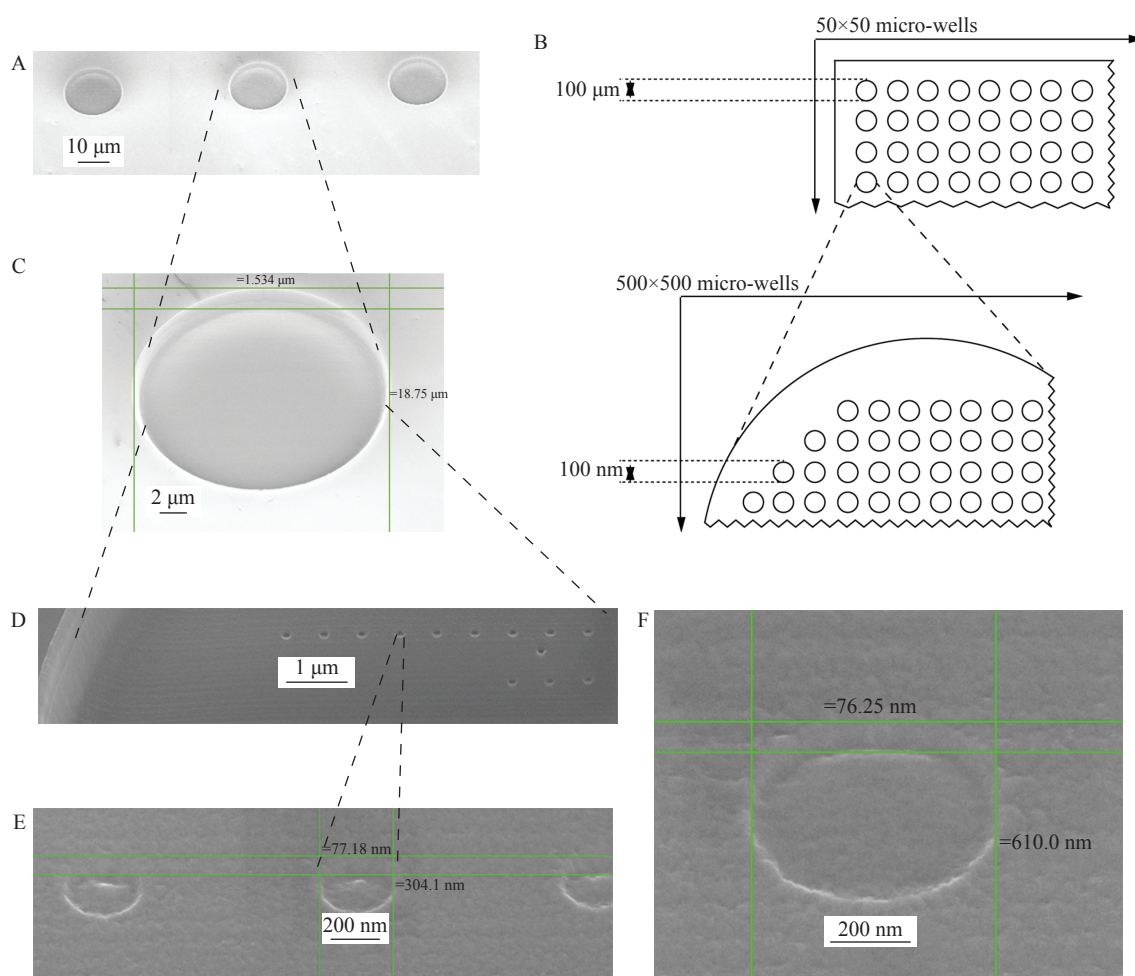 A
10 μm
B
50×50 micro-wells
100 μm
C
=1.534 μm
=18.75 μm
2 μm
500×500 micro-wells
100 nm
D
1 μm
E
=77.18 nm
=304.1 nm
200 nm
F
=76.25 nm
=610.0 nm
200 nm